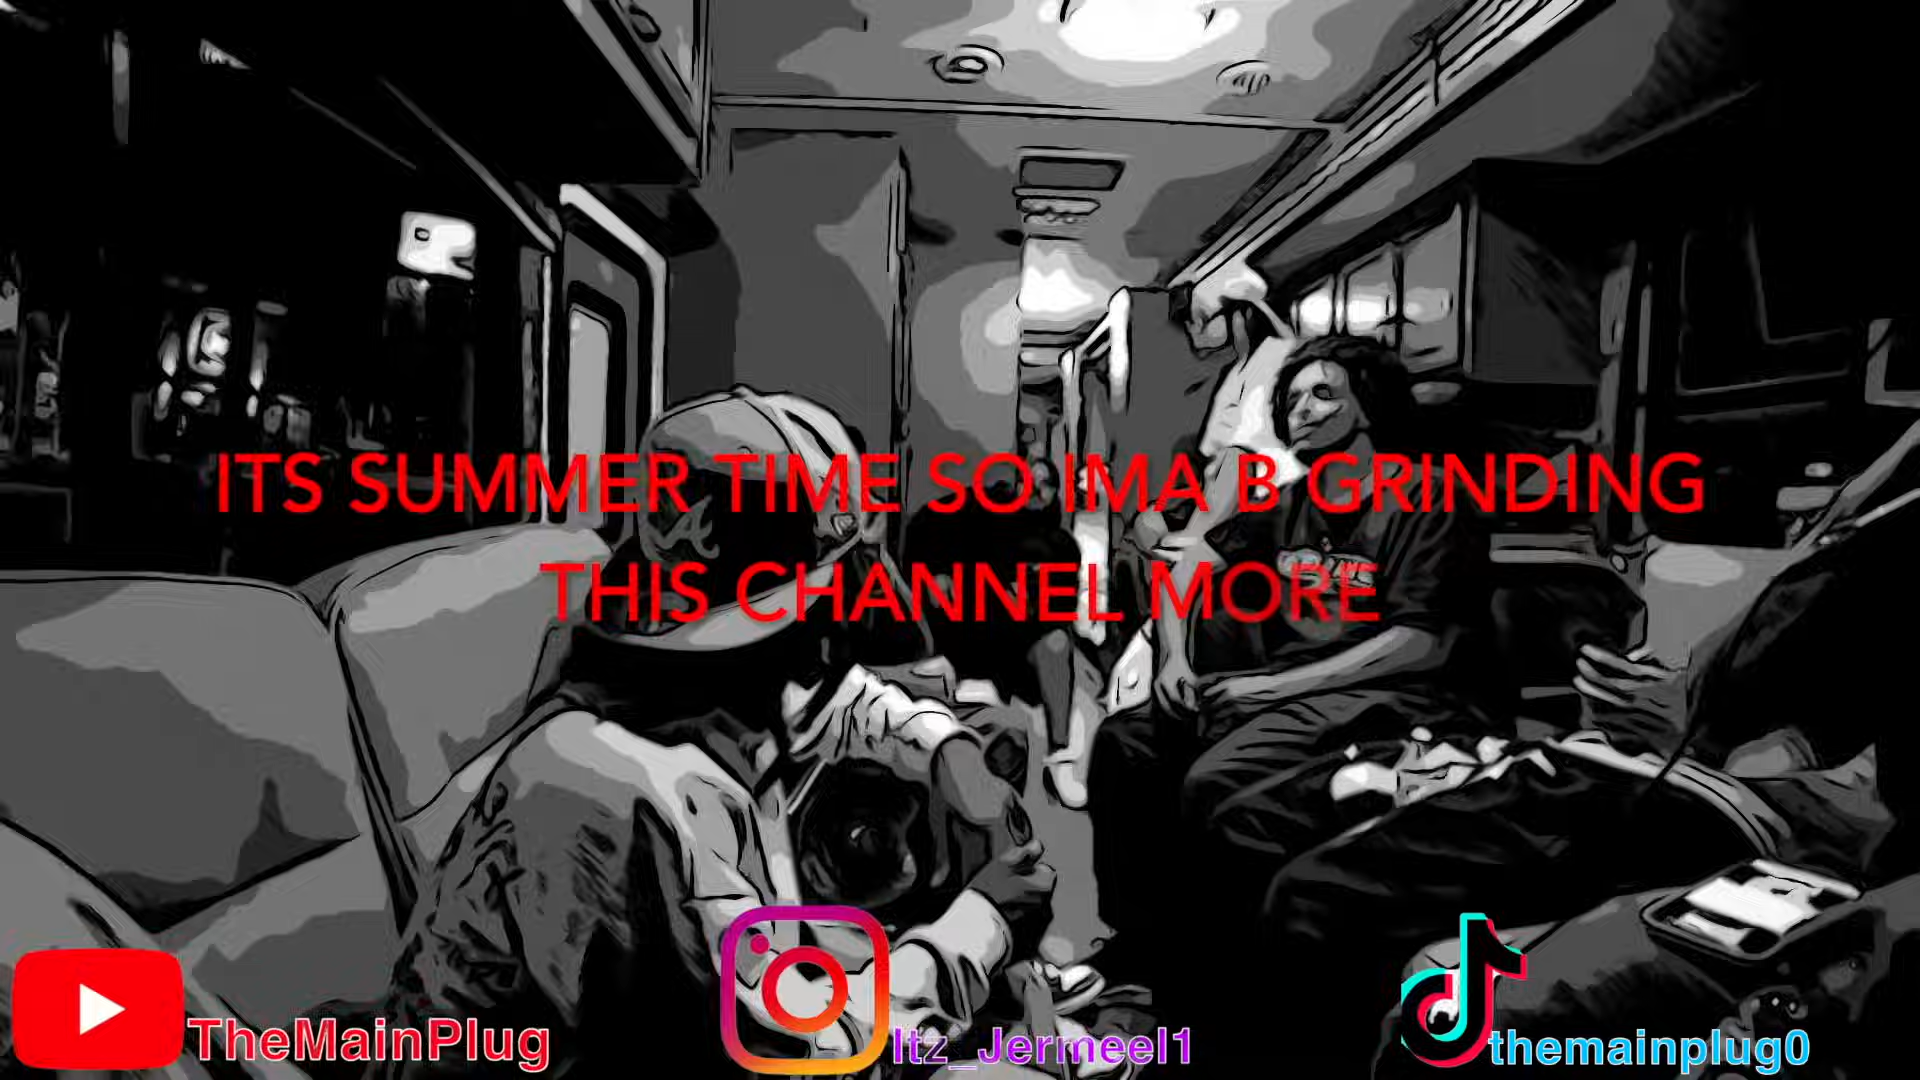 ITS SUMMER TIME SO IMA B GRINDING
THIS CHANNEL MORE
TheMainPlug
Itz_Jermeel1
themainplug0